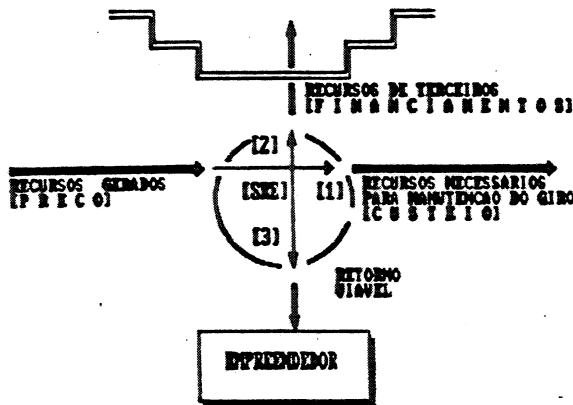 RECURSOS DE TERCEIROS
[F I N A N C I A M E N T O S]
[2]
RECURSOS GERADOS
[P R E C O]
[SRE]
[1]
RECURSOS NECESSARIOS
PARA MANUTENCAO DO GIRO
[C U S T E I O]
[3]
RETORNO
VIAVEL
EMPREENDEDOR